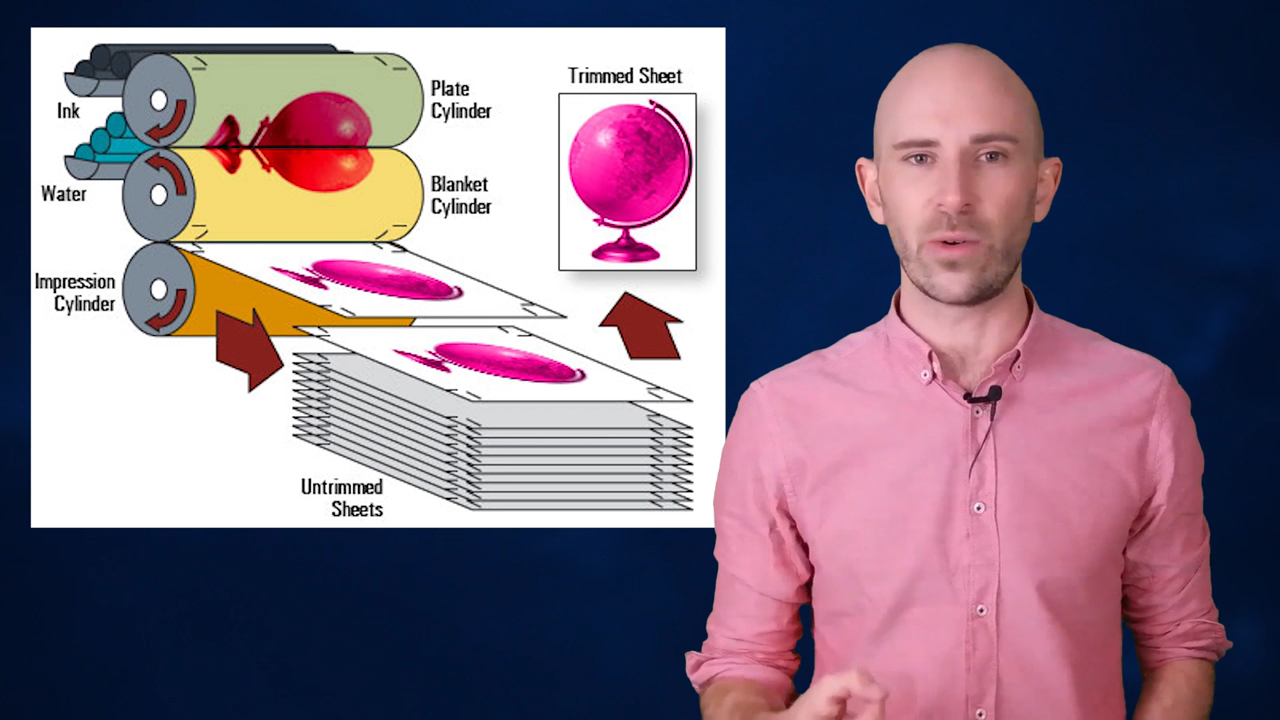 Trimmed Sheet
Plate
Cylinder
Ink
Blanket
Cylinder
Water
Impression
Cylinder
Untrimmed
Sheets